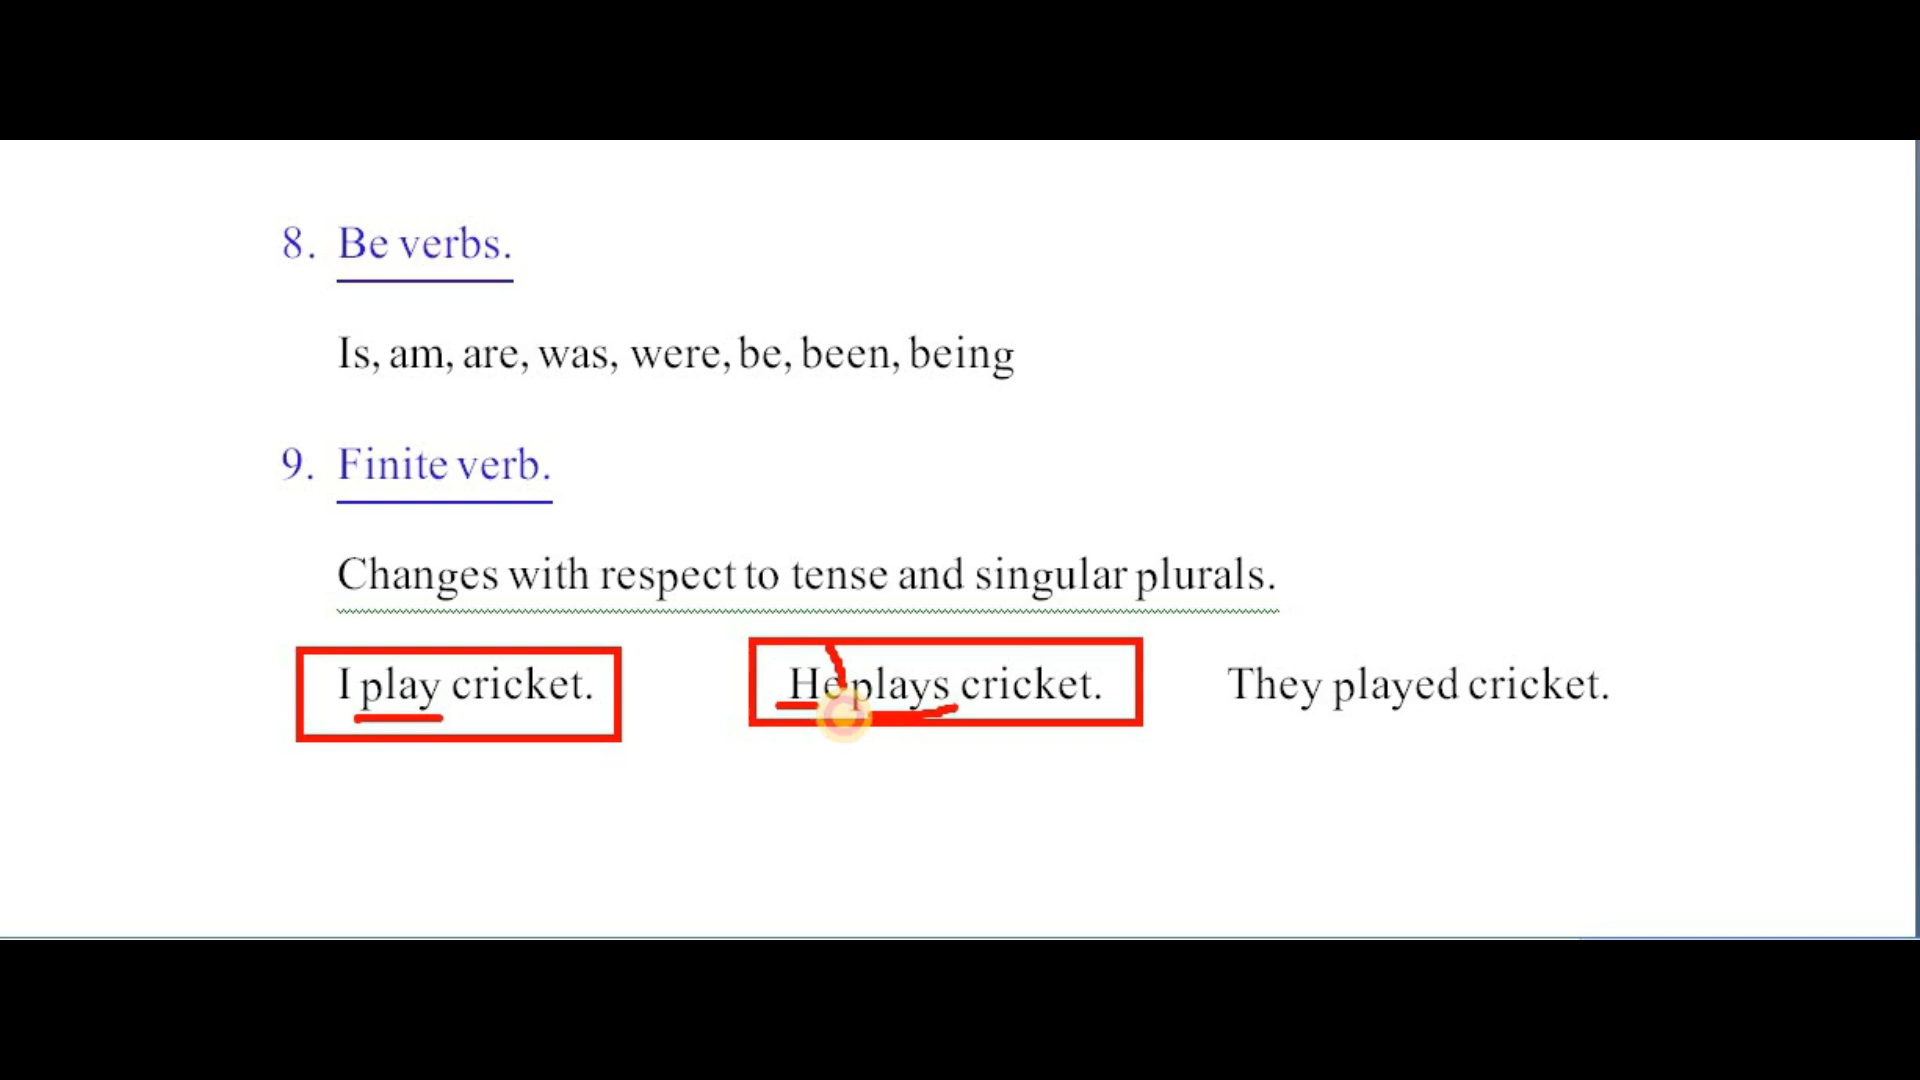 8. Be verbs.
Is, am, are, was, were, be, been, being
9. Finite verb.
Changes with respect to tense and singular plurals.
I play cricket. He plays cricket. They played cricket.